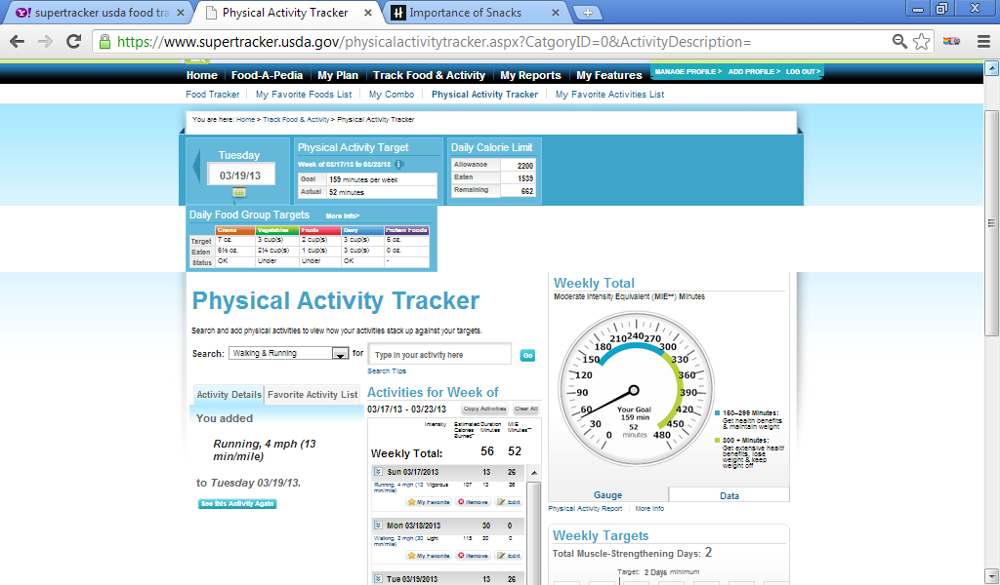 supertracker usda food tra
Physical Activity Tracker
Importance of Snacks
https://www.supertracker.usda.gov/physicalactivitytracker.aspx?CatgoryID=0&ActivityDescription=
Home Food-A-Pedia My Plan Track Food & Activity My Reports My Features MANAGE PROFILE > ADD PROFILE > LOG OUT >
Food Tracker My Favorite Foods List My Combo Physical Activity Tracker My Favorite Activities List
You are here: Home > Track Food & Activity > Physical Activity Tracker
Tuesday
03/19/13
Physical Activity Target
Week of 03/17/13 to 03/23/13
Goal 159 minutes per week
Actual 52 minutes
Daily Calorie Limit
Allowance 2200
Eaten 1539
Remaining 662
Daily Food Group Targets More Info>
Grains Vegetables Fruits Dairy Protein Foods
Target 7 oz. 3 cup(s) 2 cup(s) 3 cup(s) 6 oz.
Eaten 6½ oz. 2¼ cup(s) 1 cup(s) 3 cup(s) 0 oz.
Status OK Under Under OK -
Physical Activity Tracker
Search and add physical activities to view how your activities stack up against your targets.
Search: Walking & Running for Type in your activity here Go
Search Tips
Activity Details Favorite Activity List
You added
Running, 4 mph (13
min/mile)
to Tuesday 03/19/13.
See this Activity Again
Activities for Week of
03/17/13 - 03/23/13 Copy Activities Clear All
Intensity Estimated Duration MIE
Calories Minutes Minutes**
Burned*
Weekly Total: 56 52
Sun 03/17/2013 13 26
Running, 4 mph (13 Vigorous 107 13 26
min/mile)
My Favorite Remove Edit
Mon 03/18/2013 30 0
Walking, 2 mph (30 Light 115 30 0
min/mile)
My Favorite Remove Edit
Tue 03/19/2013 13 26
Weekly Total
Moderate Intensity Equivalent (MIE**) Minutes
0 30 60 90 120 150 180 210 240 270 300 330 360 390 420 450 480
Your Goal
159 min
52
minutes
150-299 Minutes:
Get health benefits
& maintain weight
300 + Minutes:
Get extensive health
benefits, lose
weight & keep
weight off
Gauge Data
Physical Activity Report More Info
Weekly Targets
Total Muscle-Strengthening Days: 2
Target: 2 Days minimum